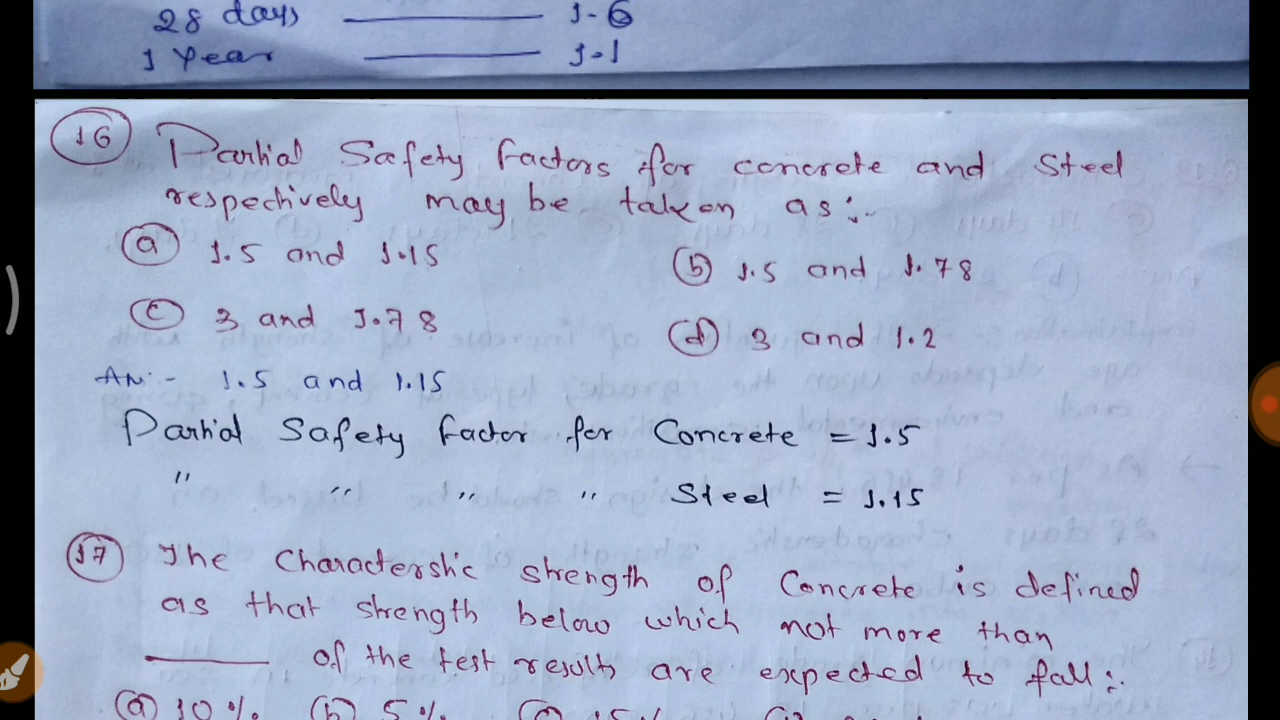 28 days ——— 1.6
1 Year ——— 1.1
16 Partial Safety factors for concrete and Steel
respectively may be taken as:-
(a) 1.5 and 1.15 (b) 1.5 and 1.78
(c) 3 and 1.78 (d) 3 and 1.2
AN:- 1.5 and 1.15
Partial Safety factor for Concrete = 1.5
" " " " Steel = 1.15
17 The Characterstic strength of Concrete is defined
as that strength below which not more than
——— of the test results are expected to fall:-
(a) 10% (b) 5%